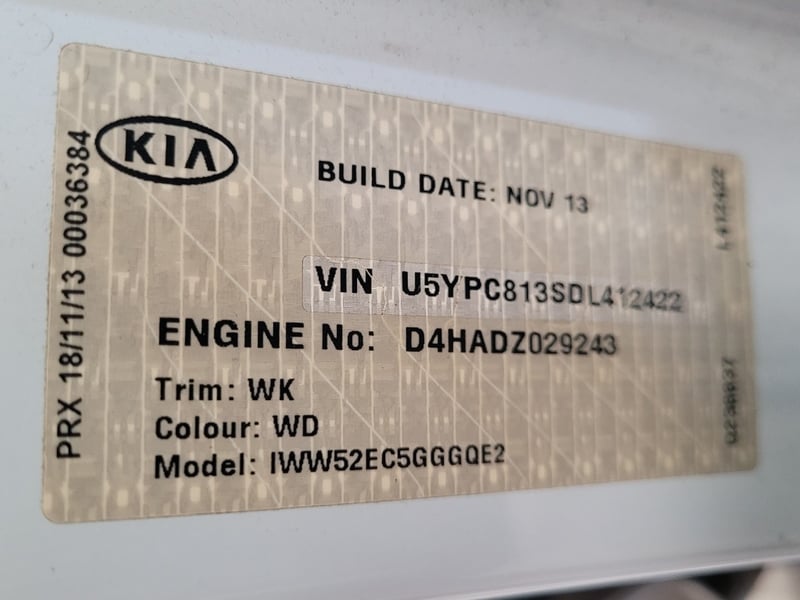 KIA
BUILD DATE: NOV 13
VIN U5YPC813SDL412422
ENGINE No: D4HADZ029243
Trim: WK
Colour: WD
Model: IWW52EC5GGGQE2
PRX 18/11/13 00036384
L412422